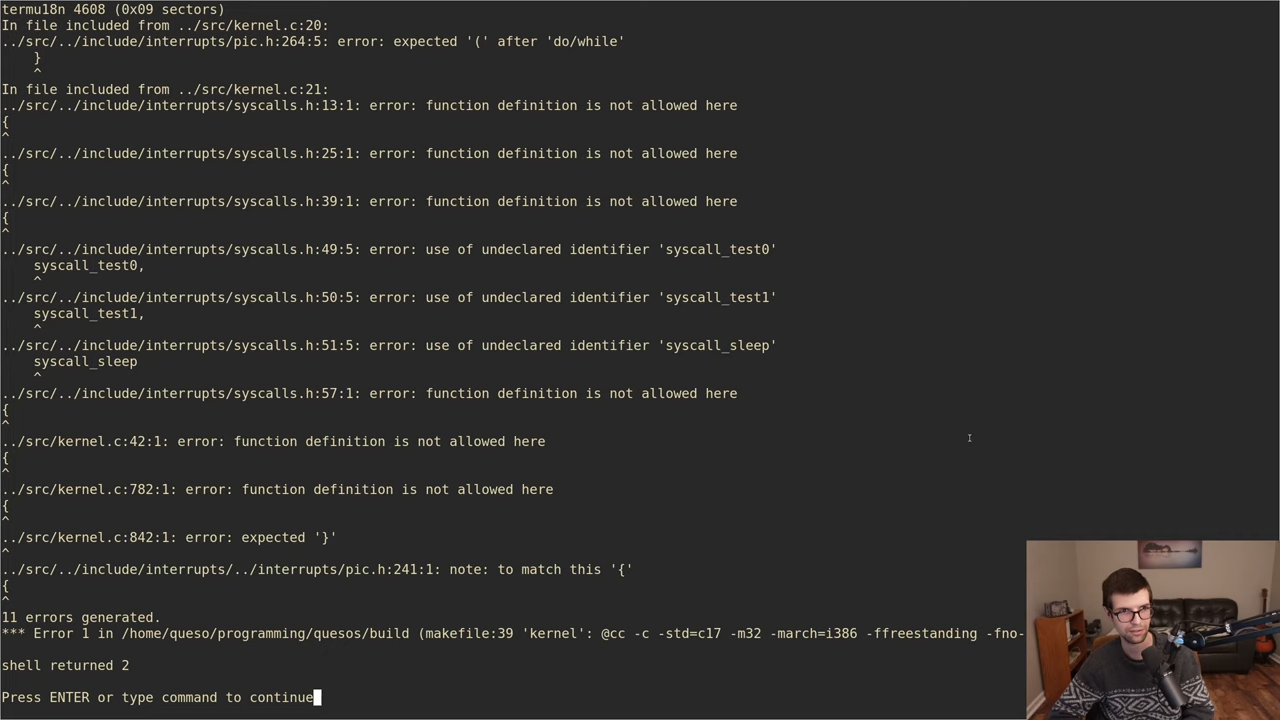 termu18n 4608 (0x09 sectors)
In file included from ../src/kernel.c:20:
../src/../include/interrupts/pic.h:264:5: error: expected '(' after 'do/while'
    }
    ^
In file included from ../src/kernel.c:21:
../src/../include/interrupts/syscalls.h:13:1: error: function definition is not allowed here
{
^
../src/../include/interrupts/syscalls.h:25:1: error: function definition is not allowed here
{
^
../src/../include/interrupts/syscalls.h:39:1: error: function definition is not allowed here
{
^
../src/../include/interrupts/syscalls.h:49:5: error: use of undeclared identifier 'syscall_test0'
    syscall_test0,
    ^
../src/../include/interrupts/syscalls.h:50:5: error: use of undeclared identifier 'syscall_test1'
    syscall_test1,
    ^
../src/../include/interrupts/syscalls.h:51:5: error: use of undeclared identifier 'syscall_sleep'
    syscall_sleep
    ^
../src/../include/interrupts/syscalls.h:57:1: error: function definition is not allowed here
{
^
../src/kernel.c:42:1: error: function definition is not allowed here
{
^
../src/kernel.c:782:1: error: function definition is not allowed here
{
^
../src/kernel.c:842:1: error: expected '}'
^
../src/../include/interrupts/../interrupts/pic.h:241:1: note: to match this '{'
{
^
11 errors generated.
*** Error 1 in /home/queso/programming/quesos/build (makefile:39 'kernel': @cc -c -std=c17 -m32 -march=i386 -ffreestanding -fno-
shell returned 2
Press ENTER or type command to continue